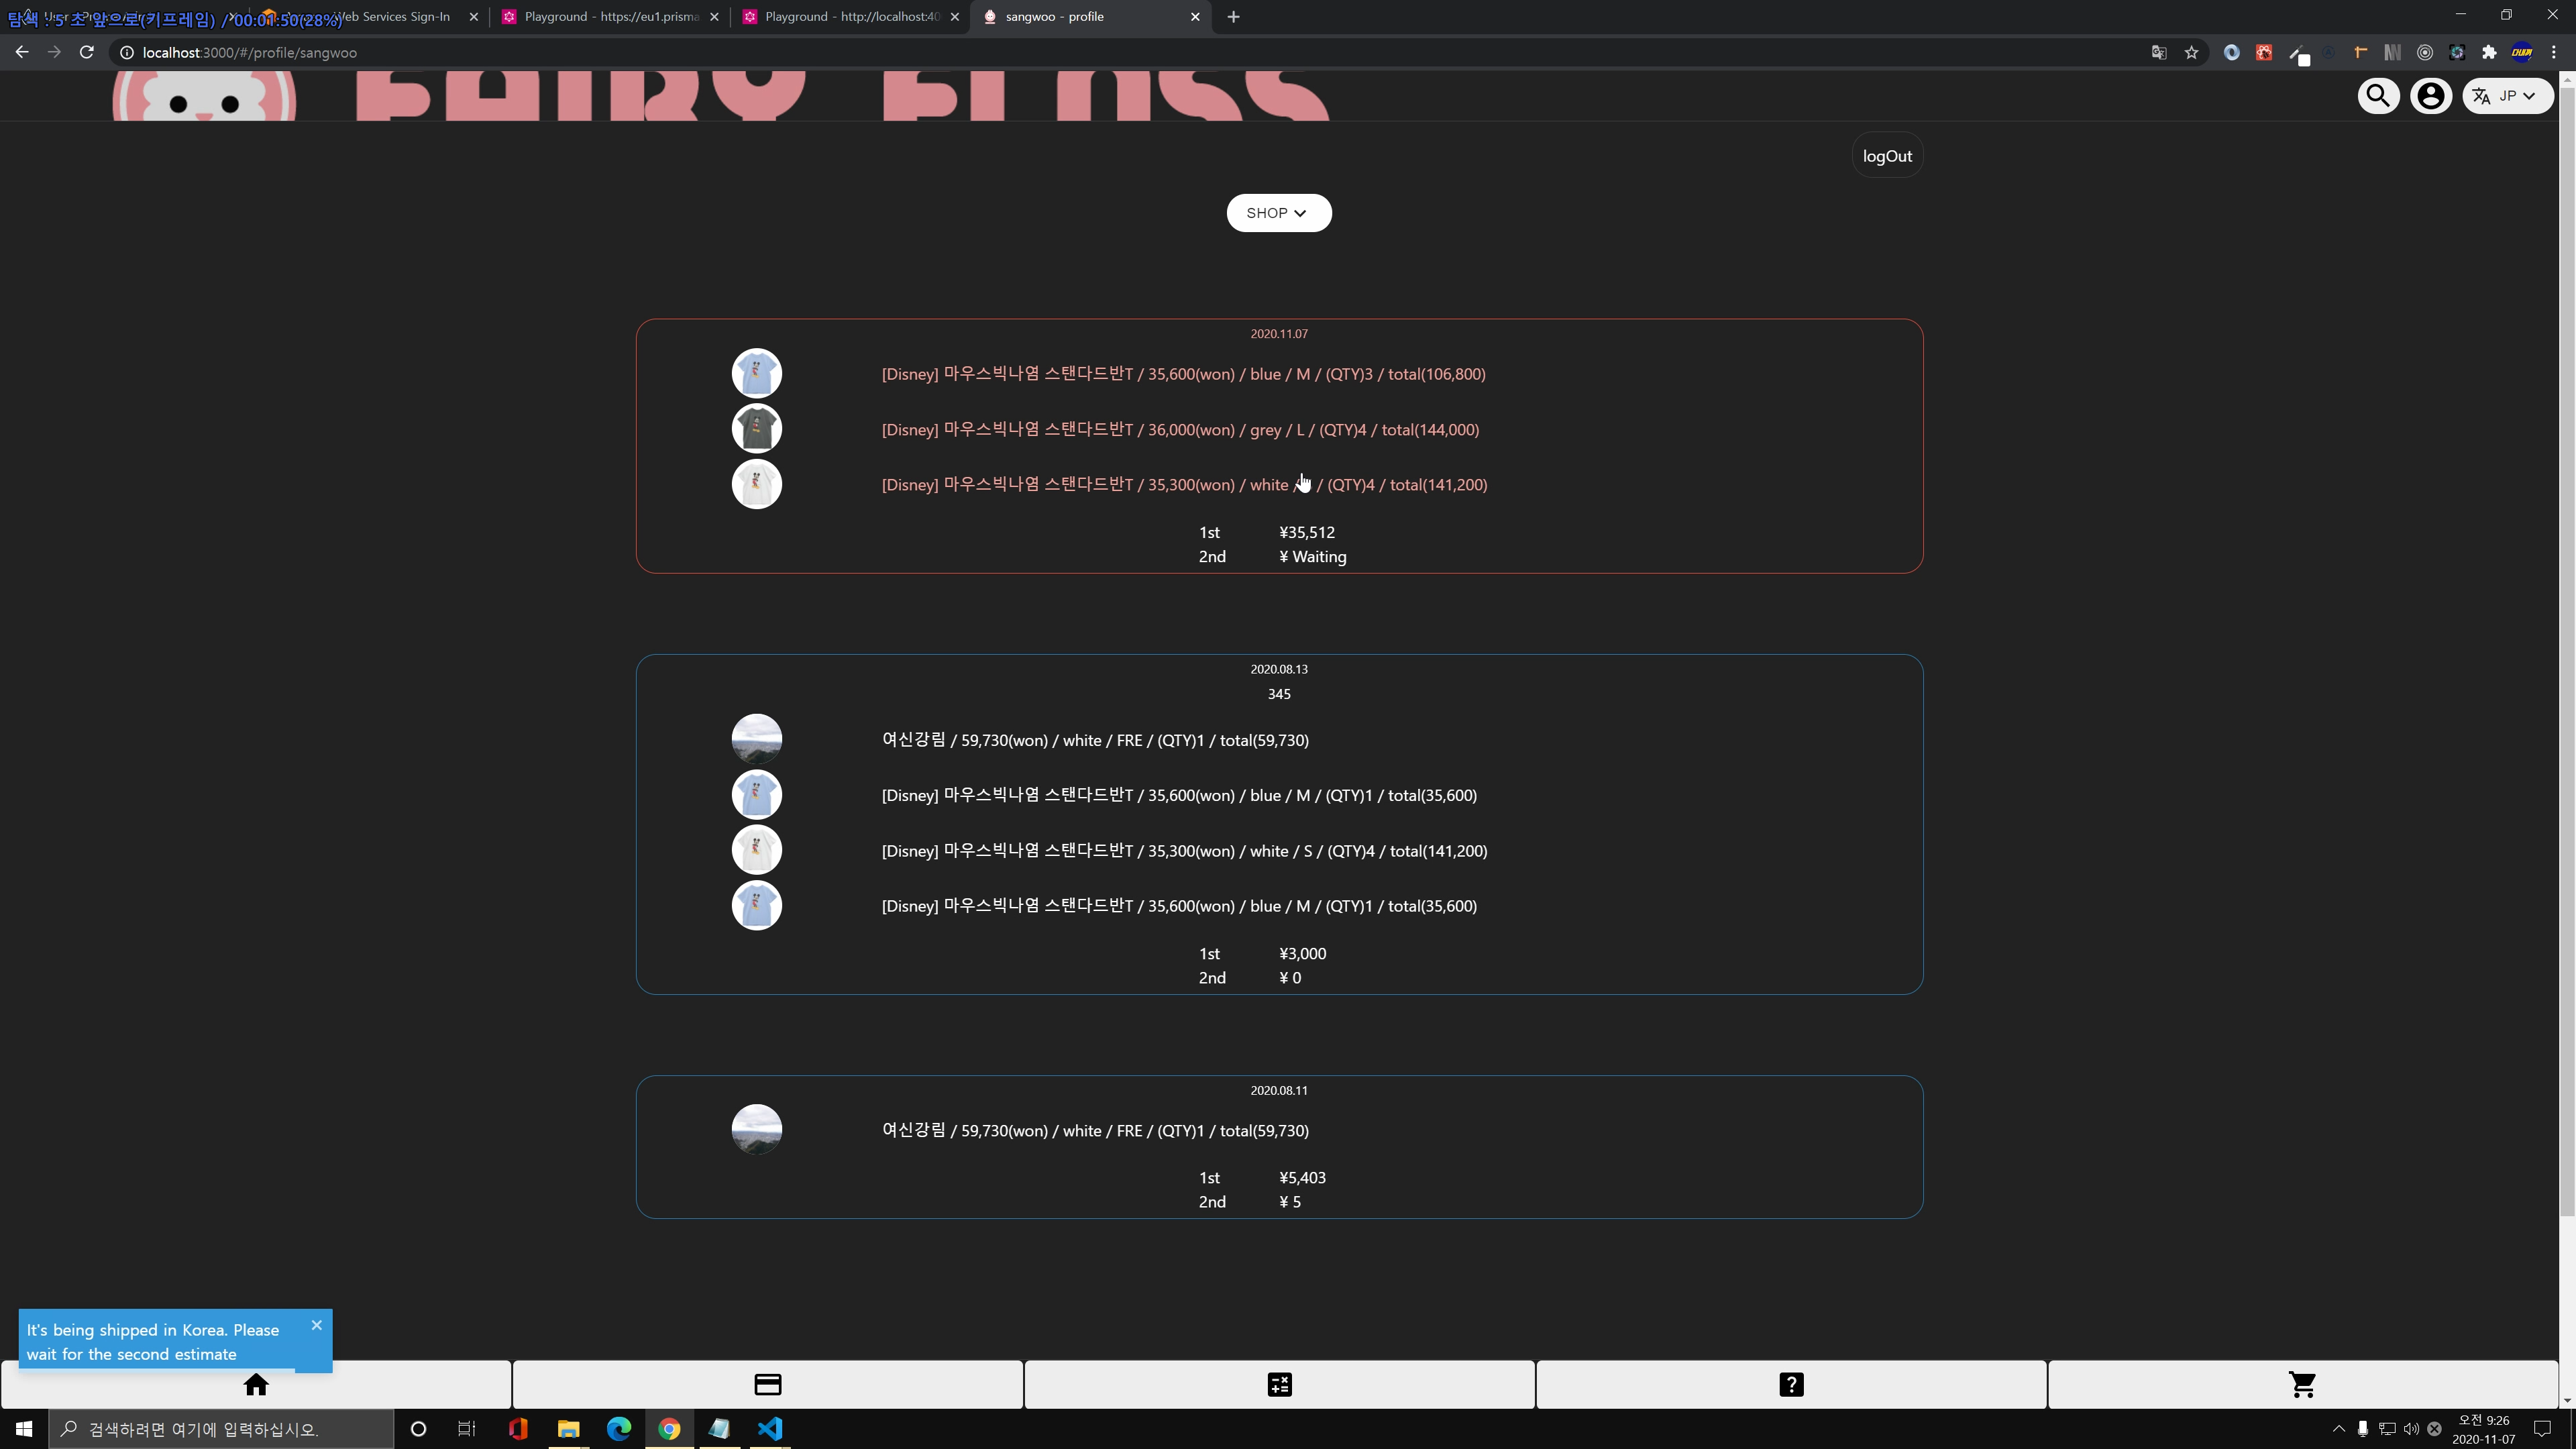 탐색 : 5 초 앞으로(키프레임) / 00:01:50(28%)
Web Services Sign-In
Playground - https://eu1.prisma
Playground - http://localhost:40
sangwoo - profile
localhost:3000/#/profile/sangwoo
FAIRY FLOSS
JP
logOut
SHOP
2020.11.07
[Disney] 마우스빅나염 스탠다드반T / 35,600(won) / blue / M / (QTY)3 / total(106,800)
[Disney] 마우스빅나염 스탠다드반T / 36,000(won) / grey / L / (QTY)4 / total(144,000)
[Disney] 마우스빅나염 스탠다드반T / 35,300(won) / white / / (QTY)4 / total(141,200)
1st ¥35,512
2nd ¥ Waiting
2020.08.13
345
여신강림 / 59,730(won) / white / FRE / (QTY)1 / total(59,730)
[Disney] 마우스빅나염 스탠다드반T / 35,600(won) / blue / M / (QTY)1 / total(35,600)
[Disney] 마우스빅나염 스탠다드반T / 35,300(won) / white / S / (QTY)4 / total(141,200)
[Disney] 마우스빅나염 스탠다드반T / 35,600(won) / blue / M / (QTY)1 / total(35,600)
1st ¥3,000
2nd ¥ 0
2020.08.11
여신강림 / 59,730(won) / white / FRE / (QTY)1 / total(59,730)
1st ¥5,403
2nd ¥ 5
It's being shipped in Korea. Please
wait for the second estimate
검색하려면 여기에 입력하십시오.
오전 9:26
2020-11-07